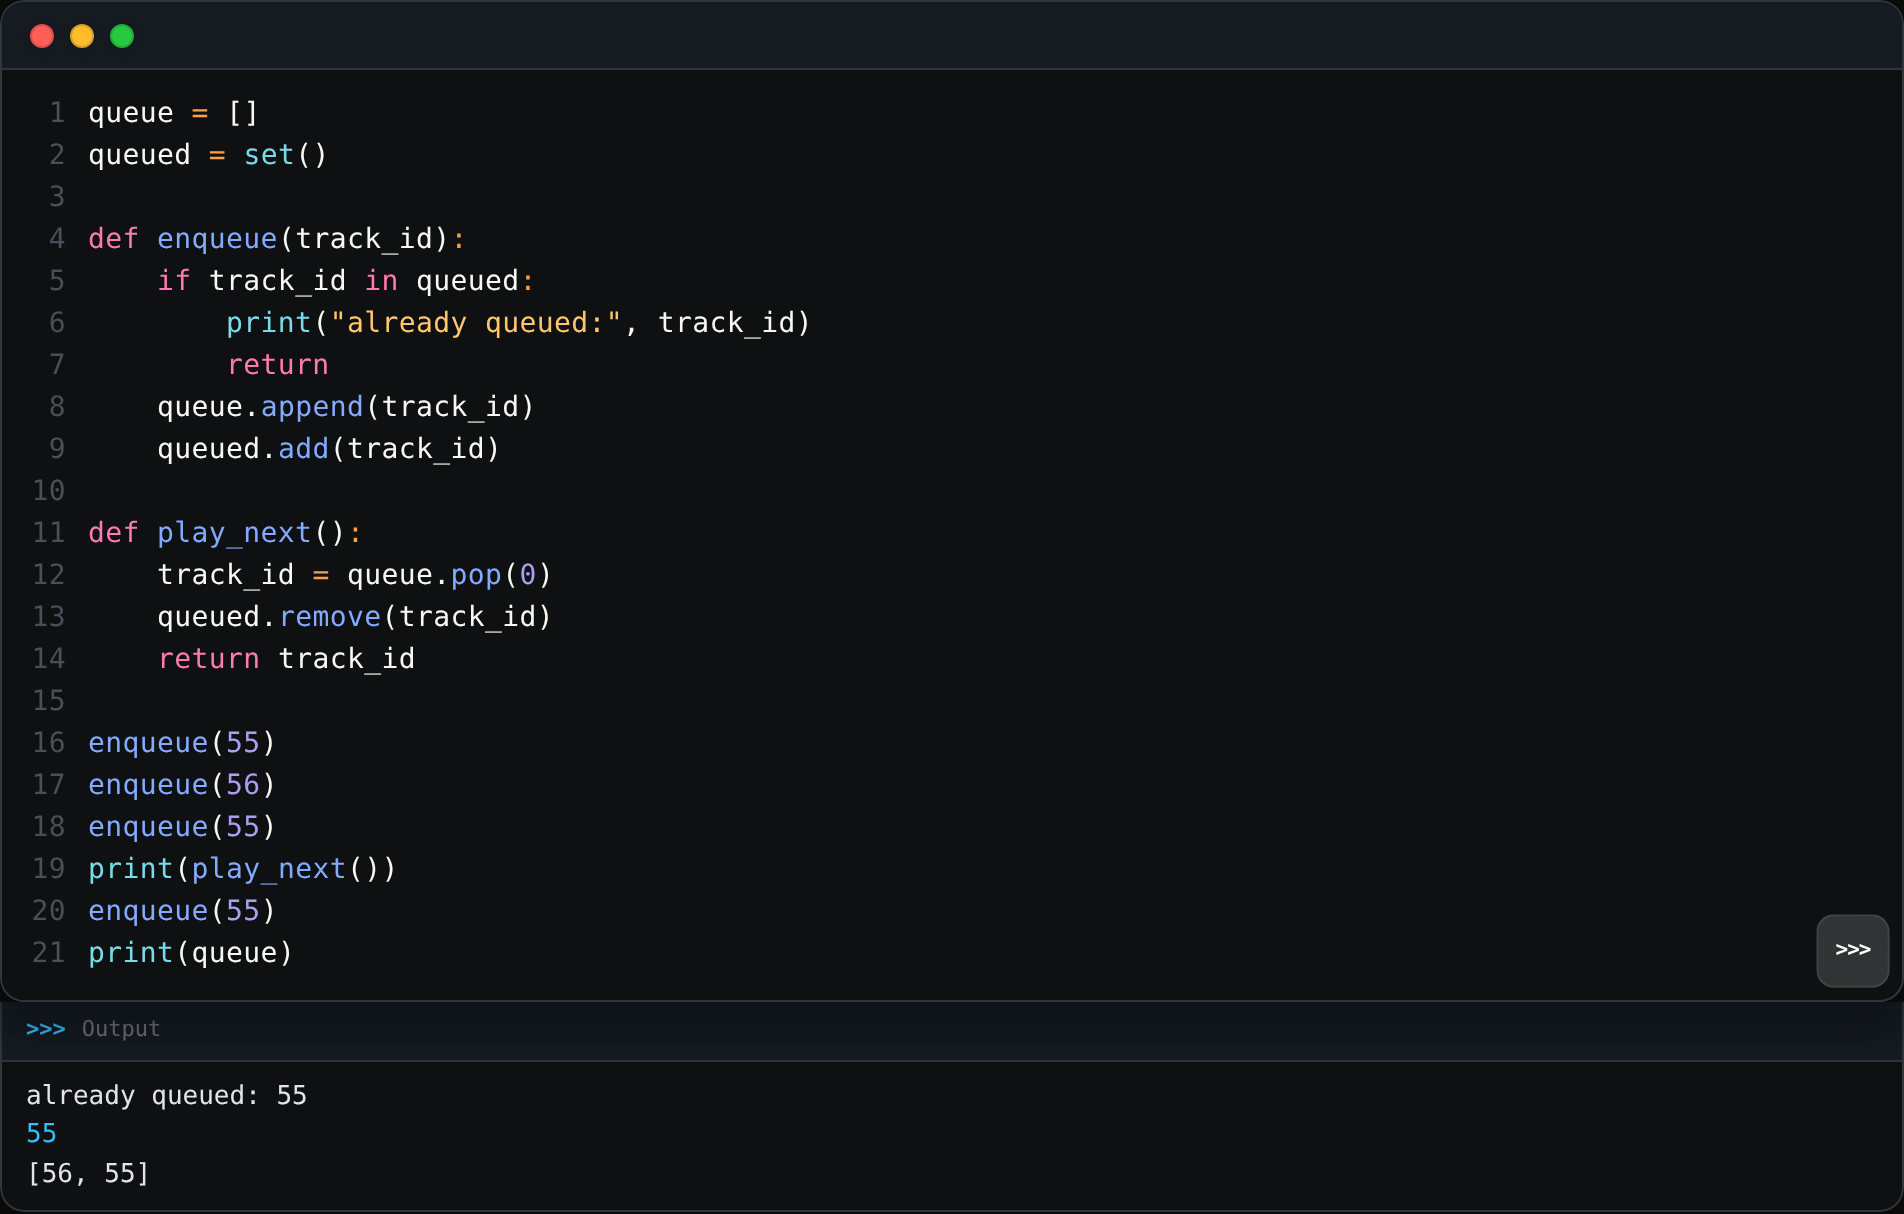 1 queue = []
2 queued = set()
3
4 def enqueue(track_id):
5     if track_id in queued:
6         print("already queued:", track_id)
7         return
8     queue.append(track_id)
9     queued.add(track_id)
10
11 def play_next():
12     track_id = queue.pop(0)
13     queued.remove(track_id)
14     return track_id
15
16 enqueue(55)
17 enqueue(56)
18 enqueue(55)
19 print(play_next())
20 enqueue(55)
21 print(queue)
>>>
>>> Output
already queued: 55
55
[56, 55]